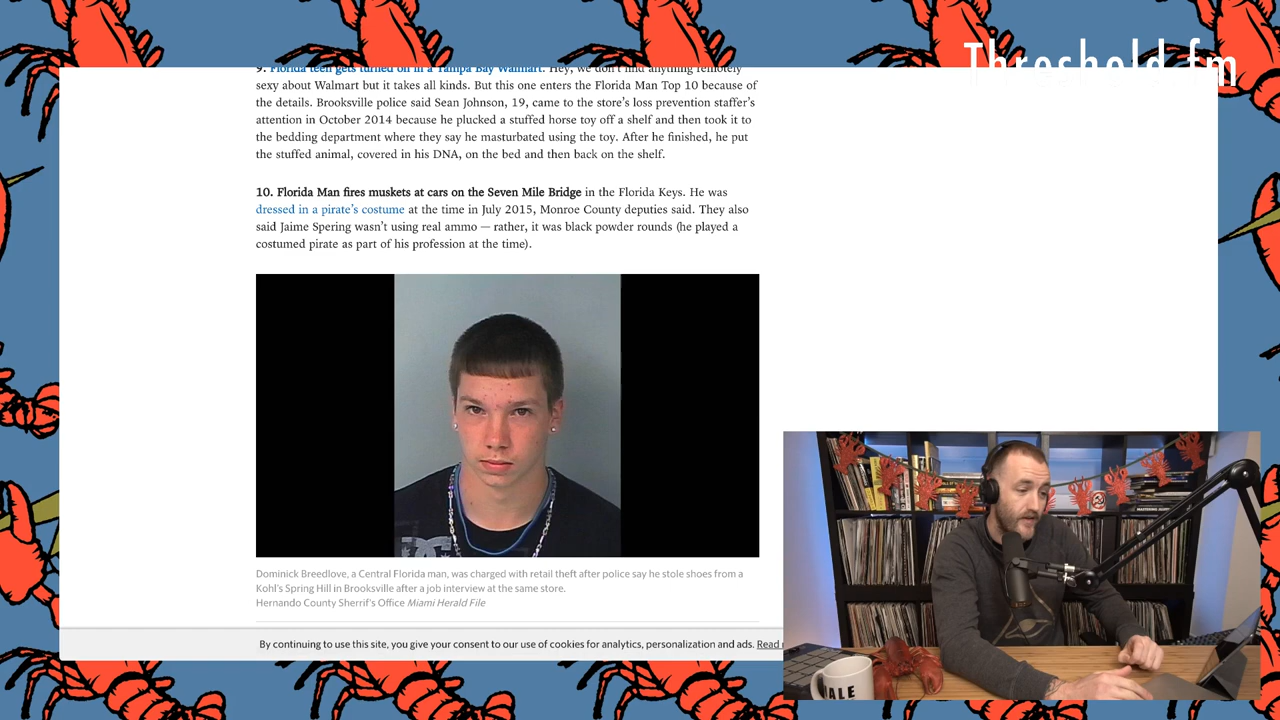 Threshold.fm
9. Florida teen gets turned on in a Tampa Bay Walmart. Hey, we don't find anything remotely
sexy about Walmart but it takes all kinds. But this one enters the Florida Man Top 10 because of
the details. Brooksville police said Sean Johnson, 19, came to the store's loss prevention staffer's
attention in October 2014 because he plucked a stuffed horse toy off a shelf and then took it to
the bedding department where they say he masturbated using the toy. After he finished, he put
the stuffed animal, covered in his DNA, on the bed and then back on the shelf.
10. Florida Man fires muskets at cars on the Seven Mile Bridge in the Florida Keys. He was
dressed in a pirate's costume at the time in July 2015, Monroe County deputies said. They also
said Jaime Spering wasn't using real ammo — rather, it was black powder rounds (he played a
costumed pirate as part of his profession at the time).
Dominick Breedlove, a Central Florida man, was charged with retail theft after police say he stole shoes from a
Kohl's Spring Hill in Brooksville after a job interview at the same store.
Hernando County Sherrif's Office Miami Herald File
By continuing to use this site, you give your consent to our use of cookies for analytics, personalization and ads. Read
ALE